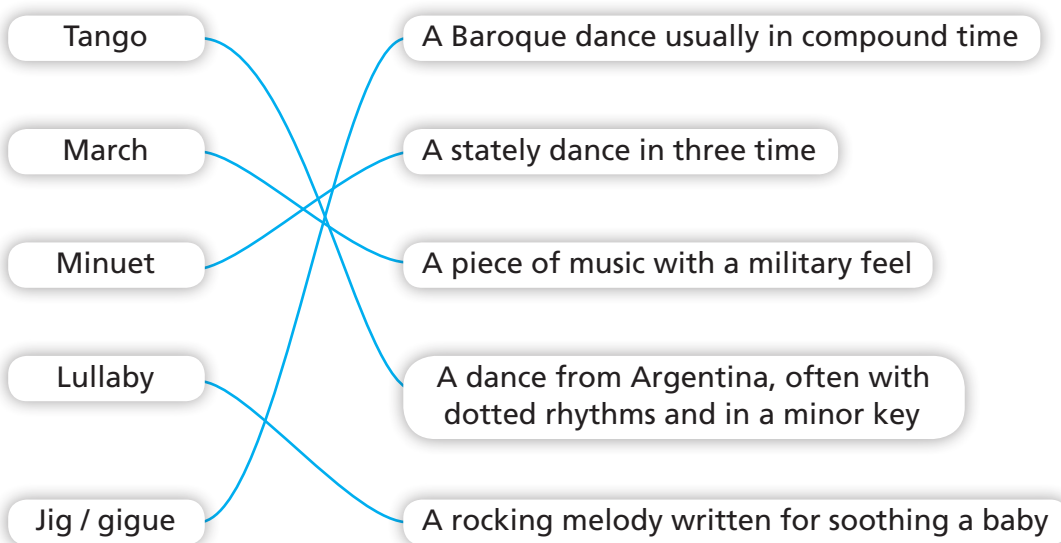 Tango
A Baroque dance usually in compound time
March
A stately dance in three time
Minuet
A piece of music with a military feel
Lullaby
A dance from Argentina, often with
dotted rhythms and in a minor key
Jig / gigue
A rocking melody written for soothing a baby